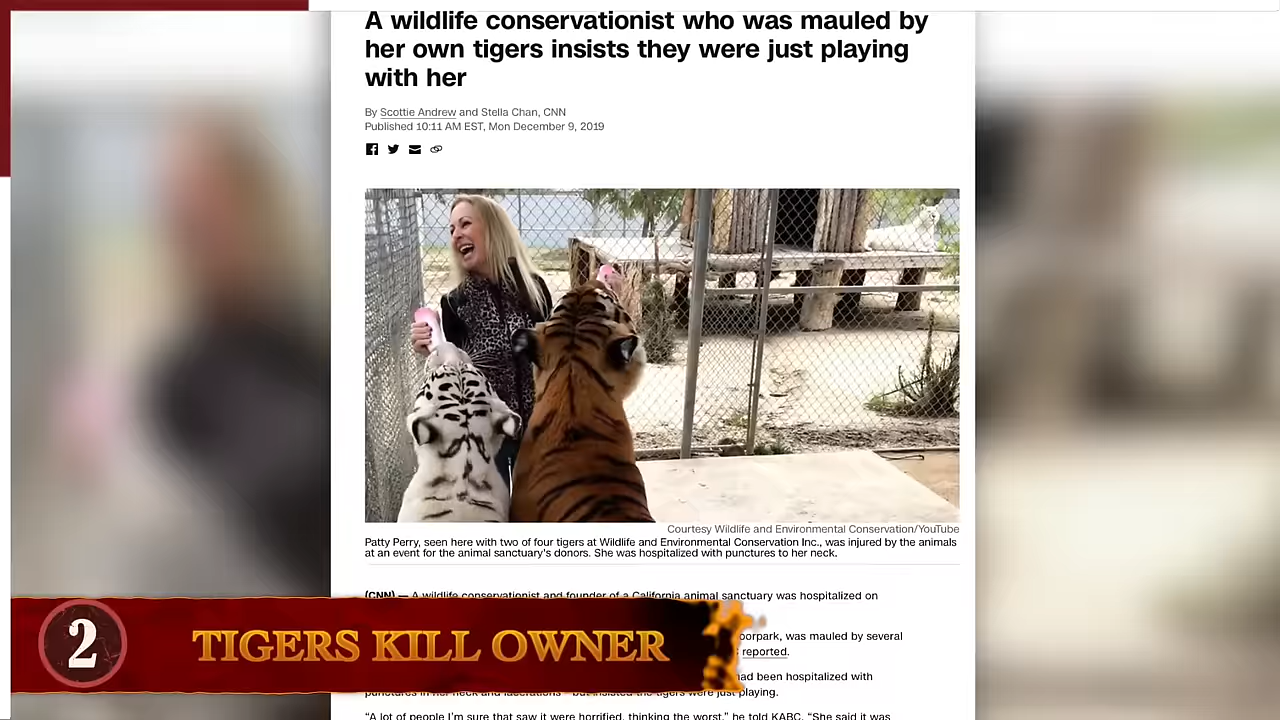 A wildlife conservationist who was mauled by
her own tigers insists they were just playing
with her
By Scottie Andrew and Stella Chan, CNN
Published 10:11 AM EST, Mon December 9, 2019
Courtesy Wildlife and Environmental Conservation/YouTube
Patty Perry, seen here with two of four tigers at Wildlife and Environmental Conservation Inc., was injured by the animals
at an event for the animal sanctuary's donors. She was hospitalized with punctures to her neck.
(CNN) — A wildlife conservationist and founder of a California animal sanctuary was hospitalized on
oorpark, was mauled by several
reported.
had been hospitalized with
punctures in her neck and lacerations – but insisted the tigers were just playing.
"A lot of people I'm sure that saw it were horrified, thinking the worst," he told KABC. "She said it was
2
TIGERS KILL OWNER